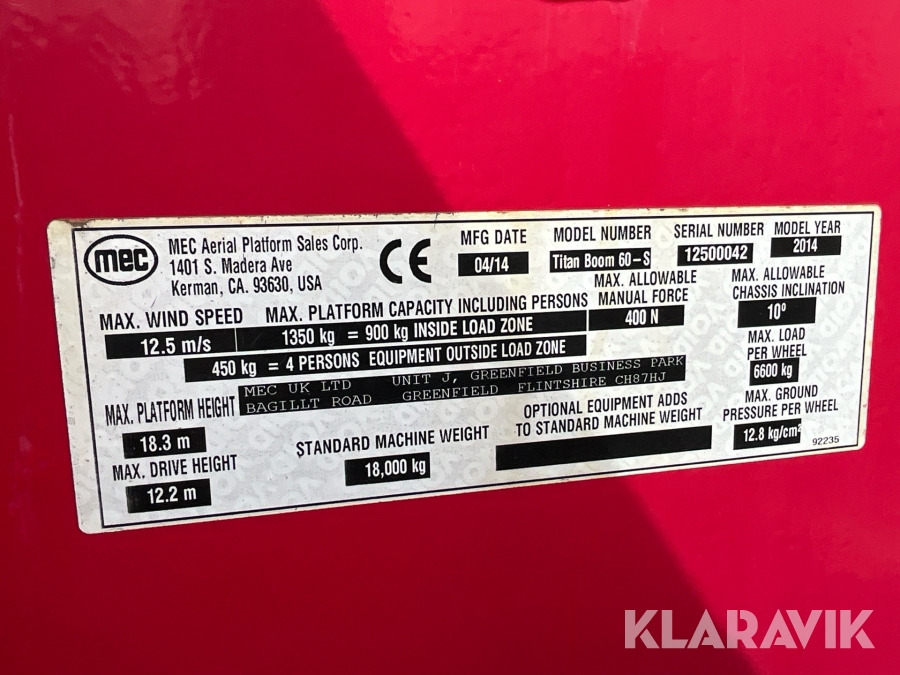 mec
MEC Aerial Platform Sales Corp.
1401 S. Madera Ave
Kerman, CA. 93630, USA
CE
MFG DATE
04/14
MODEL NUMBER
Titan Boom 60-S
SERIAL NUMBER
12500042
MODEL YEAR
2014
MAX. WIND SPEED
12.5 m/s
MAX. PLATFORM CAPACITY INCLUDING PERSONS
1350 kg = 900 kg INSIDE LOAD ZONE
450 kg = 4 PERSONS EQUIPMENT OUTSIDE LOAD ZONE
MAX. ALLOWABLE
MANUAL FORCE
400 N
MAX. ALLOWABLE
CHASSIS INCLINATION
10º
MEC UK LTD UNIT J, GREENFIELD BUSINESS PARK
BAGILLT ROAD GREENFIELD FLINTSHIRE CH87HJ
MAX. LOAD
PER WHEEL
6600 kg
MAX. PLATFORM HEIGHT
18.3 m
MAX. DRIVE HEIGHT
12.2 m
STANDARD MACHINE WEIGHT
18,000 kg
OPTIONAL EQUIPMENT ADDS
TO STANDARD MACHINE WEIGHT
MAX. GROUND
PRESSURE PER WHEEL
12.8 kg/cm²
92235
KLARAVIK